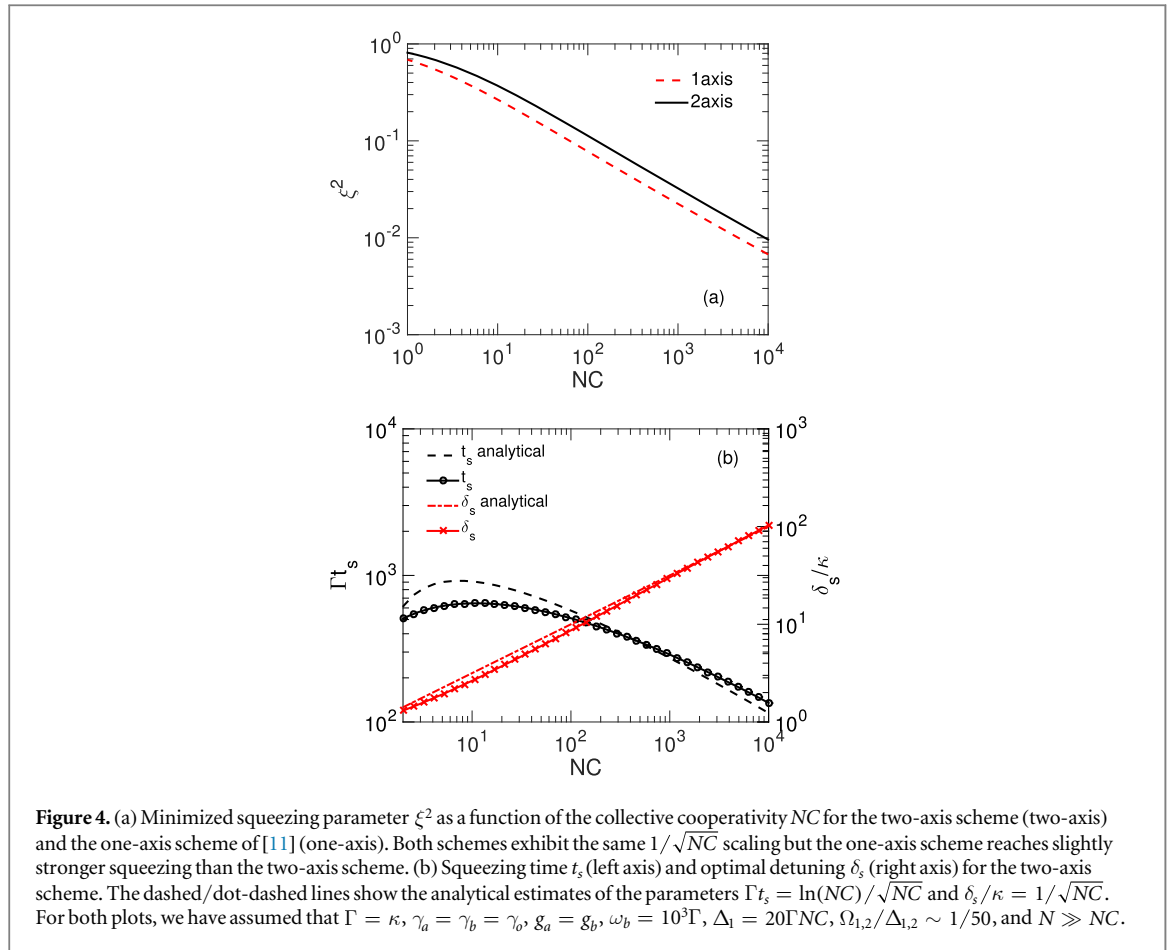 10^0
1axis
2axis
10^-1
ξ^2
10^-2
(a)
10^-3
10^0 10^1 10^2 10^3 10^4
NC
10^4 10^3
t_s analytical (b)
t_s
δ_s analytical
δ_s 10^2
Γt_s 10^3 δ_s/κ
10^1
10^2 10^0
10^1 10^2 10^3 10^4
NC
Figure 4. (a) Minimized squeezing parameter ξ^2 as a function of the collective cooperativity NC for the two-axis scheme (two-axis)
and the one-axis scheme of [11] (one-axis). Both schemes exhibit the same 1/√NC scaling but the one-axis scheme reaches slightly
stronger squeezing than the two-axis scheme. (b) Squeezing time t_s (left axis) and optimal detuning δ_s (right axis) for the two-axis
scheme. The dashed/dot-dashed lines show the analytical estimates of the parameters Γt_s = ln(NC)/√NC and δ_s/κ = 1/√NC.
For both plots, we have assumed that Γ = κ, γ_a = γ_b = γ_o, g_a = g_b, ω_b = 10^3Γ, Δ_1 = 20ΓNC, Ω_1,2/Δ_1,2 ∼ 1/50, and N ≫ NC.